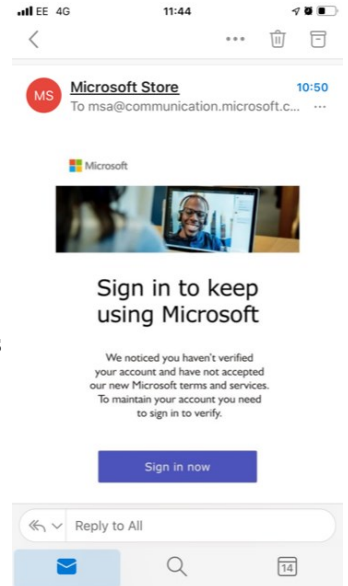 EE 4G 11:44
MS Microsoft Store 10:50
To msa@communication.microsoft.c...
Microsoft
Sign in to keep
using Microsoft
We noticed you haven't verified
your account and have not accepted
our new Microsoft terms and services.
To maintain your account you need
to sign in to verify.
Sign in now
Reply to All
14